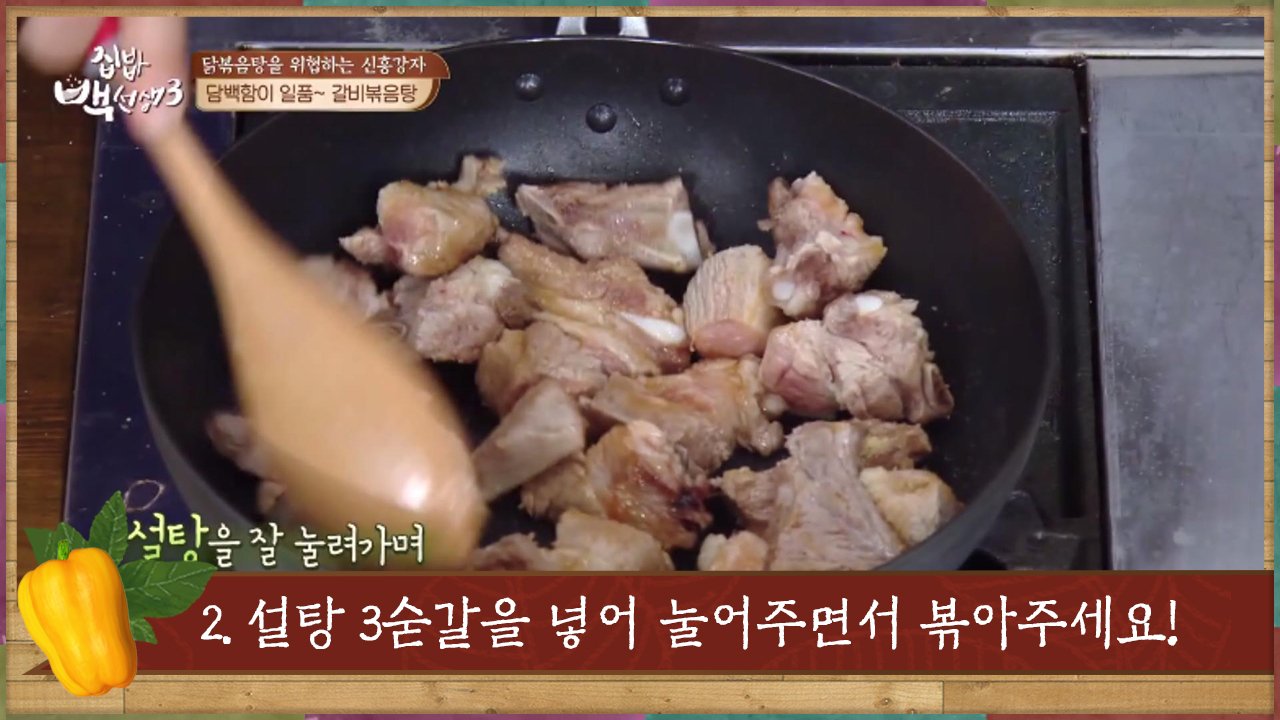 집밥
백선생3
닭볶음탕을 위협하는 신흥강자
담백함이 일품~ 갈비볶음탕
설탕을 잘 눌려가며
2. 설탕 3숟갈을 넣어 눌어주면서 볶아주세요!